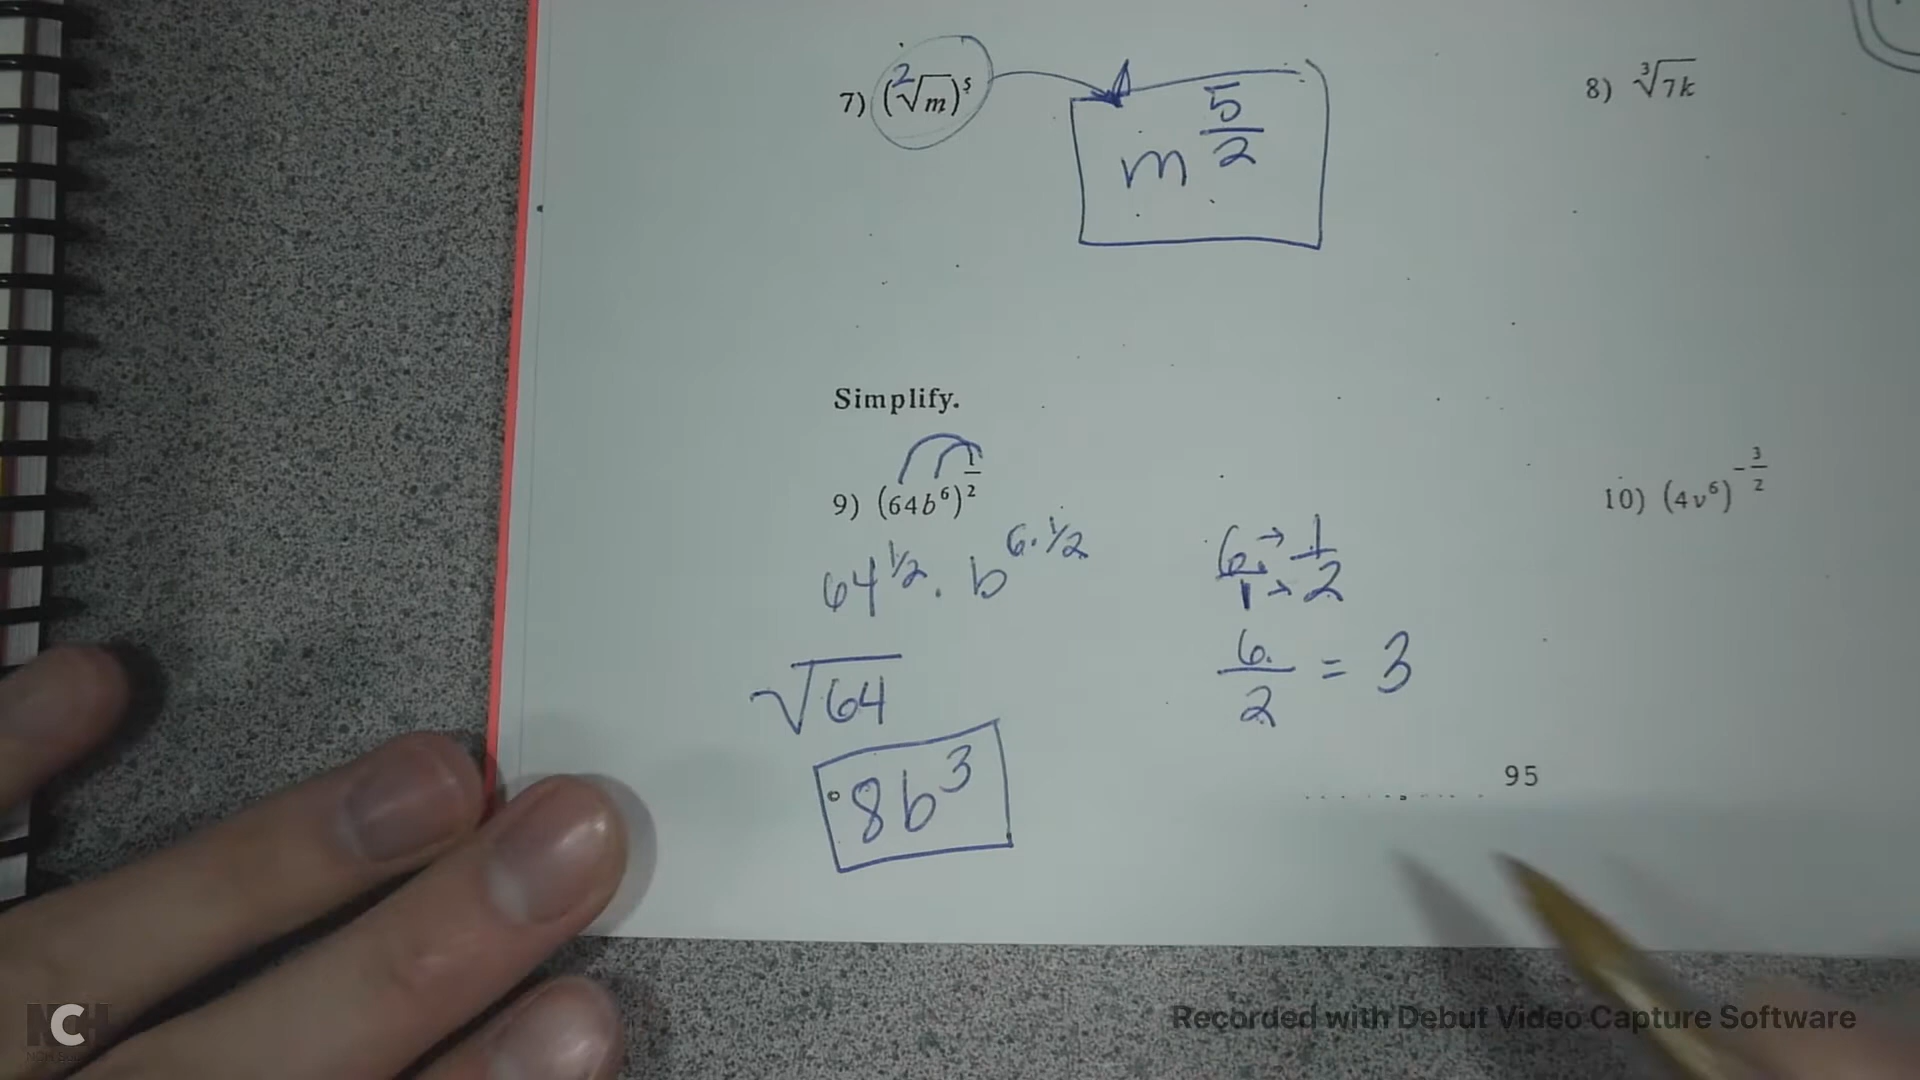 7) (²√m)⁵
m^(5/2)
8) ³√7k
Simplify.
9) (64b⁶)^(1/2)
64^(1/2) · b^(6·1/2)
√64
8b³
6/1 · 1/2
6/2 = 3
10) (4v⁶)^(-3/2)
95
NCH
Recorded with Debut Video Capture Software